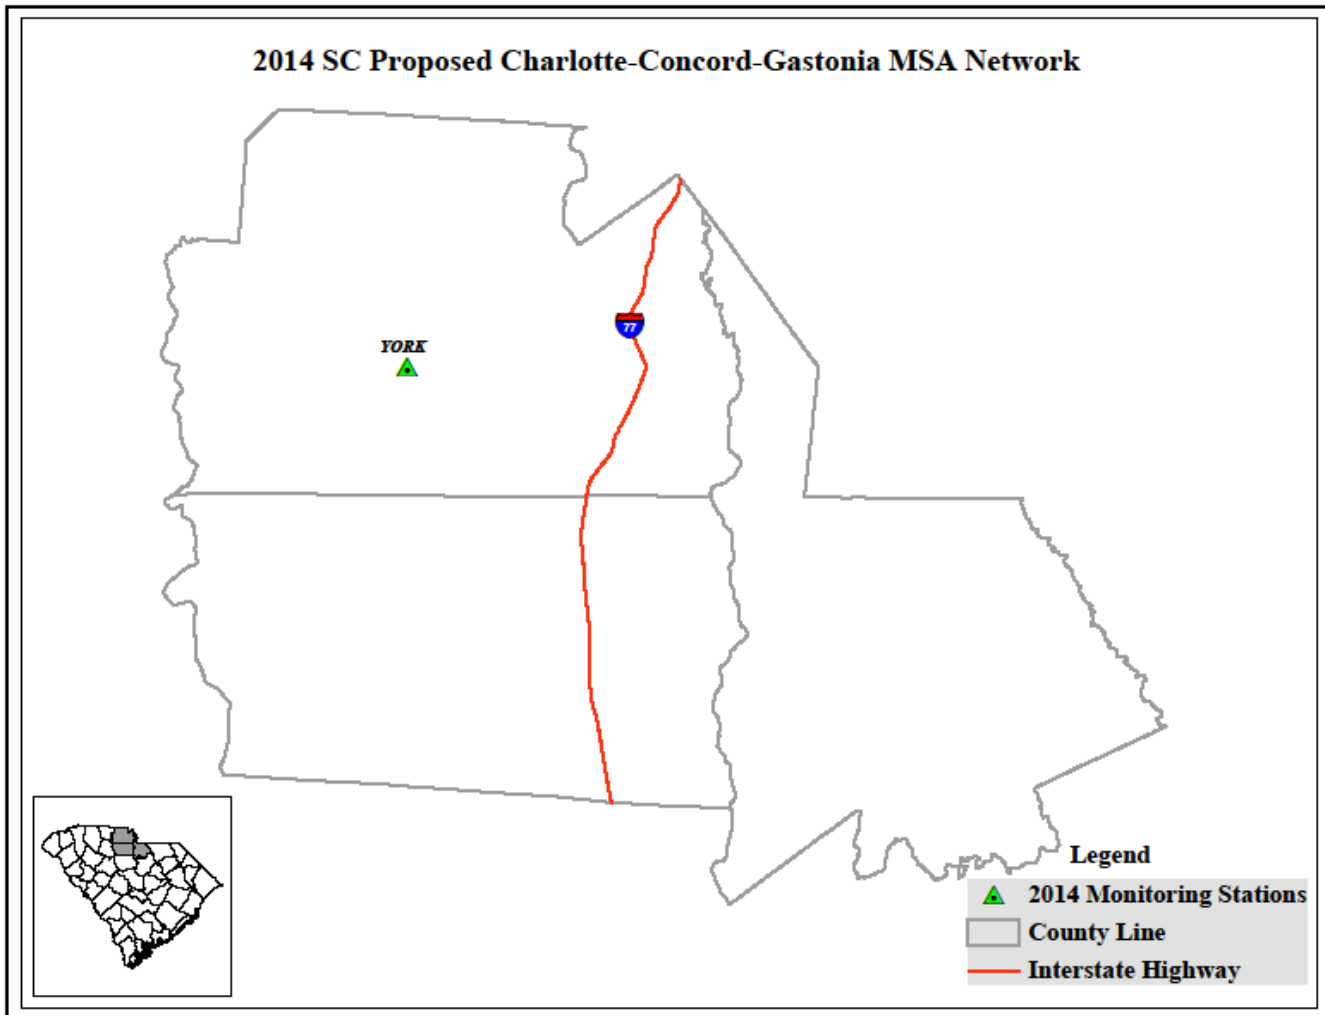 2014 SC Proposed Charlotte-Concord-Gastonia MSA Network
77
YORK
Legend
2014 Monitoring Stations
County Line
Interstate Highway